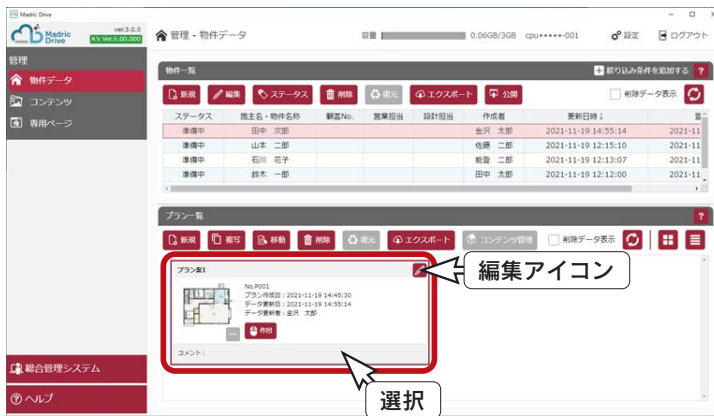 Madric Drive
Madric Drive
ver.3.0.0
A's Ver.6.00.000
管理 - 物件データ
容量
0.06GB/3GB
cpu*****-001
設定
ログアウト
管理
物件データ
コンテンツ
専用ページ
総合管理システム
ヘルプ
物件一覧
絞り込み条件を追加する
?
新規
編集
ステータス
削除
復元
エクスポート
公開
削除データ表示
ステータス 施主名・物件名称 顧客No. 営業担当 設計担当 作成者 更新日時↓
準備中 田中 次郎 金沢 太郎 2021-11-19 14:55:14 2021-11
準備中 山本 二郎 佐藤 二郎 2021-11-19 12:15:10 2021-11
準備中 石川 花子 能登 二郎 2021-11-19 12:13:07 2021-11
準備中 鈴木 一郎 田中 太郎 2021-11-19 12:12:00 2021-11
プラン一覧
?
新規
複写
移動
削除
復元
エクスポート
コンテンツ管理
削除データ表示
プラン案1
No.P001
プラン作成日：2021-11-19 14:45:30
データ更新日：2021-11-19 14:55:14
データ更新者：金沢 太郎
作図
コメント：
編集アイコン
選択